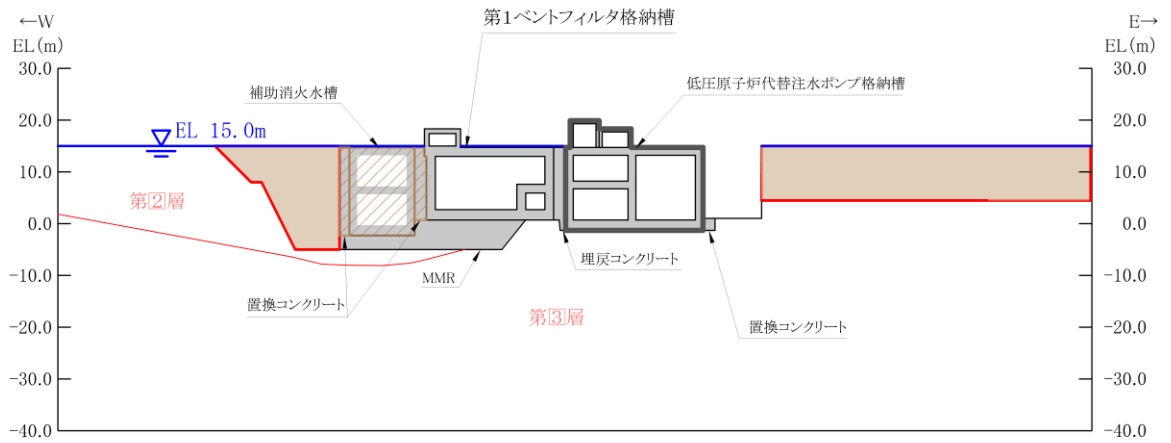 ←W
EL(m)
第1ベントフィルタ格納槽
E→
EL(m)
30.0
30.0
補助消火水槽
低圧原子炉代替注水ポンプ格納槽
20.0
20.0
EL 15.0m
10.0
10.0
第②層
0.0
0.0
埋戻コンクリート
MMR
-10.0
-10.0
置換コンクリート
第③層
置換コンクリート
-20.0
-20.0
-30.0
-30.0
-40.0
-40.0